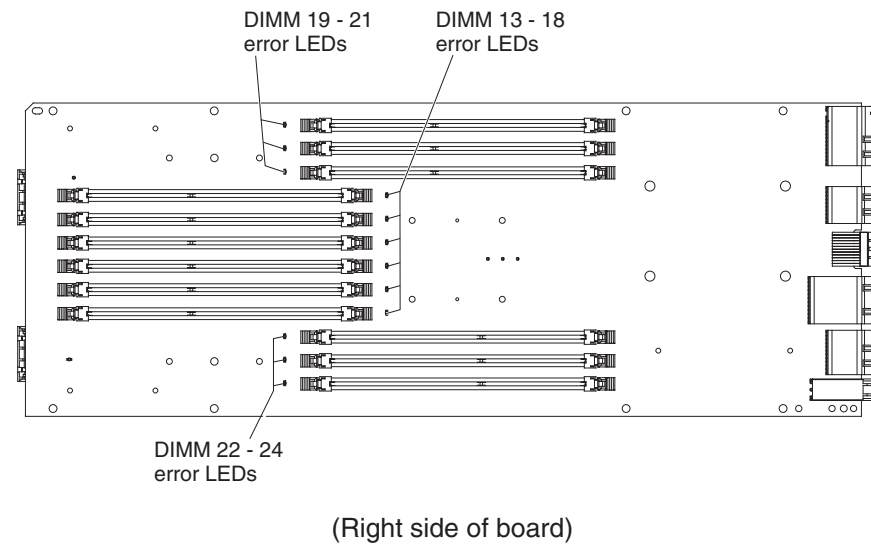 DIMM 19 - 21
error LEDs
DIMM 13 - 18
error LEDs
DIMM 22 - 24
error LEDs
(Right side of board)